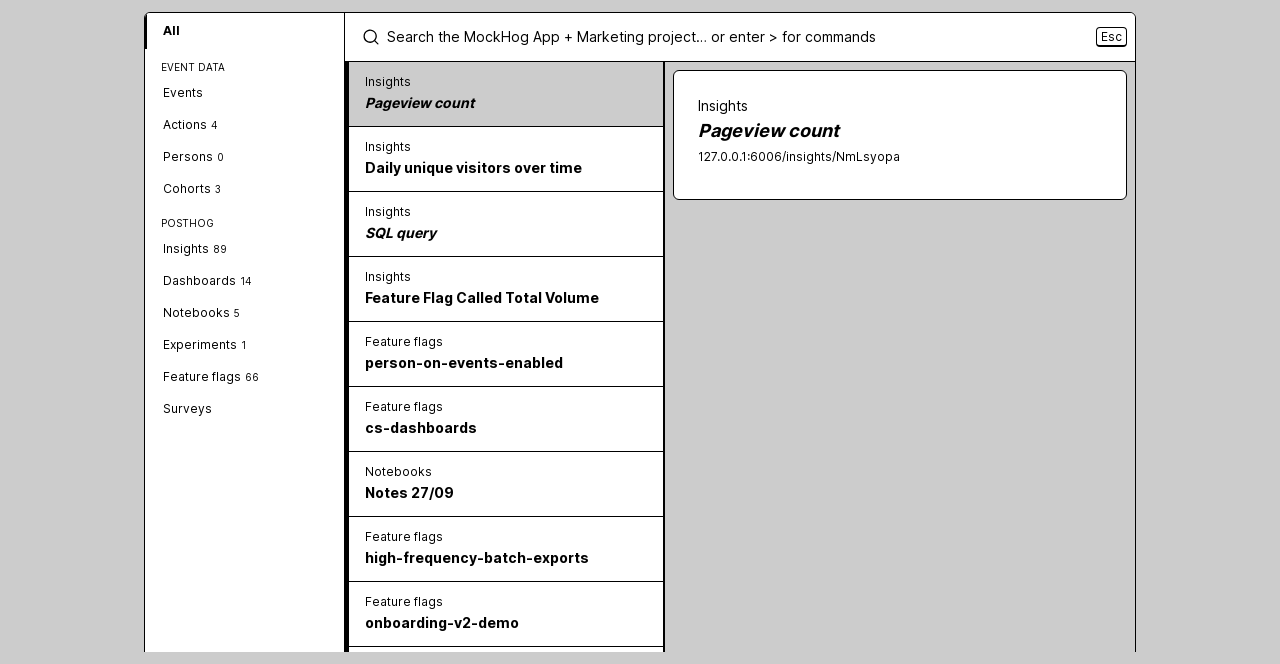 All
EVENT DATA
Events
Actions 4
Persons 0
Cohorts 3
POSTHOG
Insights 89
Dashboards 14
Notebooks 5
Experiments 1
Feature flags 66
Surveys
Search the MockHog App + Marketing project… or enter > for commands
Esc
Insights
Pageview count
Insights
Daily unique visitors over time
Insights
SQL query
Insights
Feature Flag Called Total Volume
Feature flags
person-on-events-enabled
Feature flags
cs-dashboards
Notebooks
Notes 27/09
Feature flags
high-frequency-batch-exports
Feature flags
onboarding-v2-demo
Insights
Pageview count
127.0.0.1:6006/insights/NmLsyopa